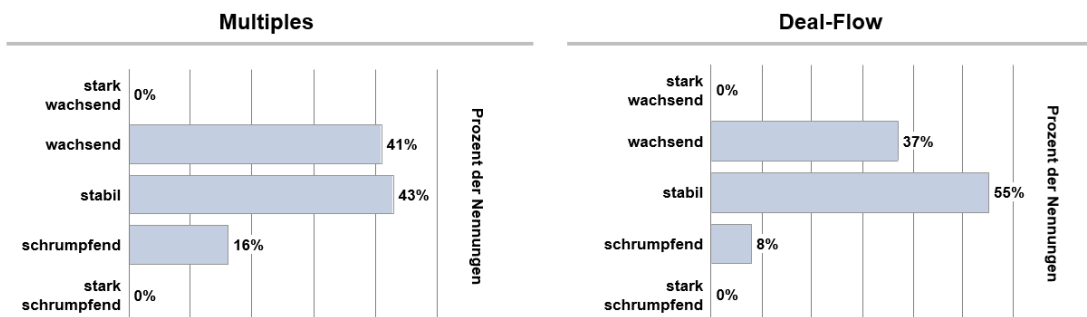 Multiples
stark
wachsend
0%
wachsend
41%
stabil
43%
schrumpfend
16%
stark
schrumpfend
0%
Prozent der Nennungen
Deal-Flow
stark
wachsend
0%
wachsend
37%
stabil
55%
schrumpfend
8%
stark
schrumpfend
0%
Prozent der Nennungen